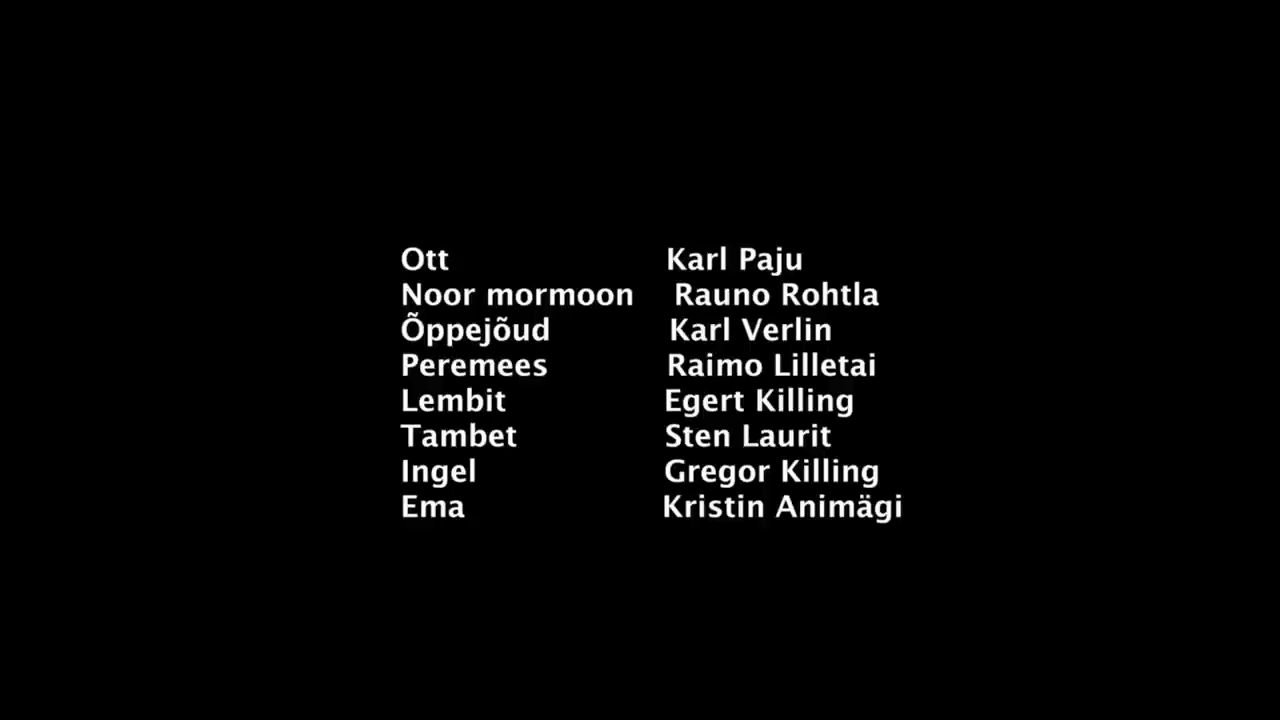 Ott Karl Paju
Noor mormoon Rauno Rohtla
Õppejõud Karl Verlin
Peremees Raimo Lilletai
Lembit Egert Killing
Tambet Sten Laurit
Ingel Gregor Killing
Ema Kristin Animägi